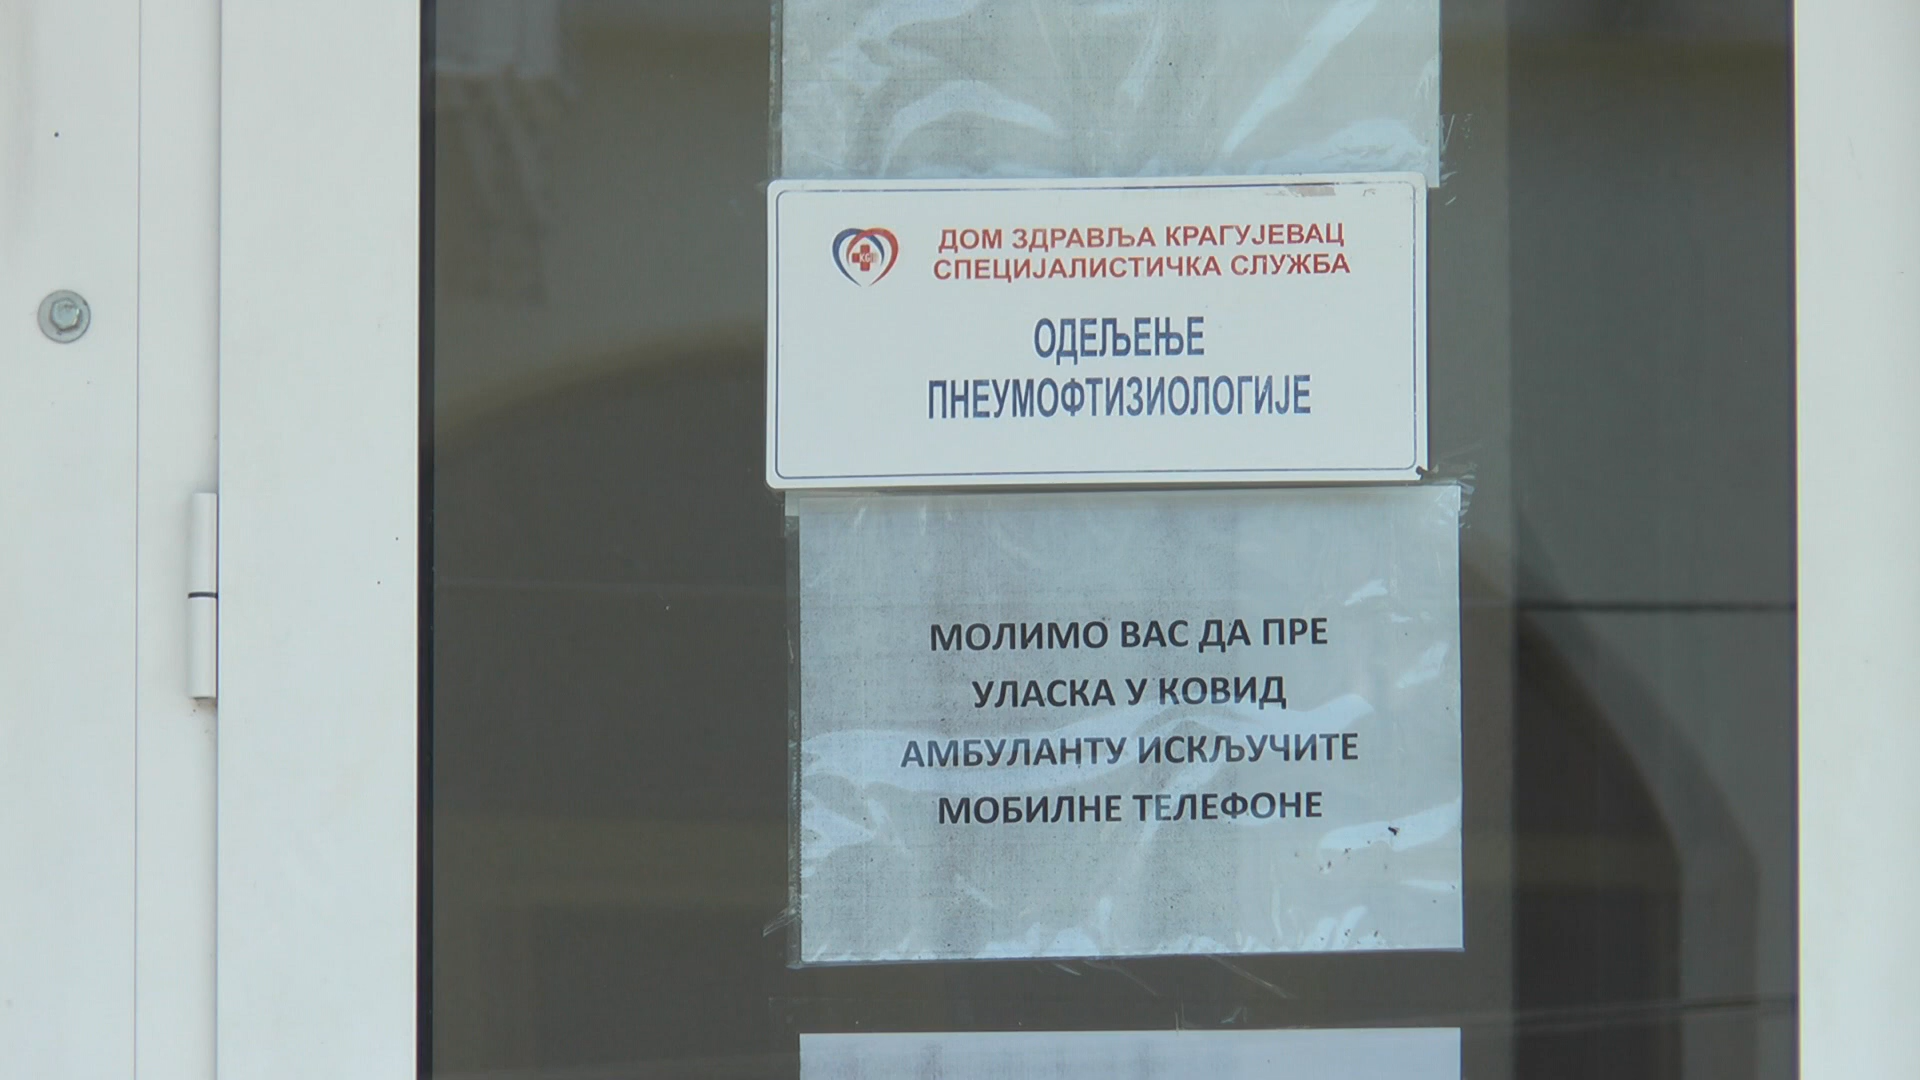 ДОМ ЗДРАВЉА КРАГУЈЕВАЦ
СПЕЦИЈАЛИСТИЧКА СЛУЖБА
ОДЕЉЕЊЕ
ПНЕУМОФТИЗИОЛОГИЈЕ
МОЛИМО ВАС ДА ПРЕ
УЛАСКА У КОВИД
АМБУЛАНТУ ИСКЉУЧИТЕ
МОБИЛНЕ ТЕЛЕФОНЕ